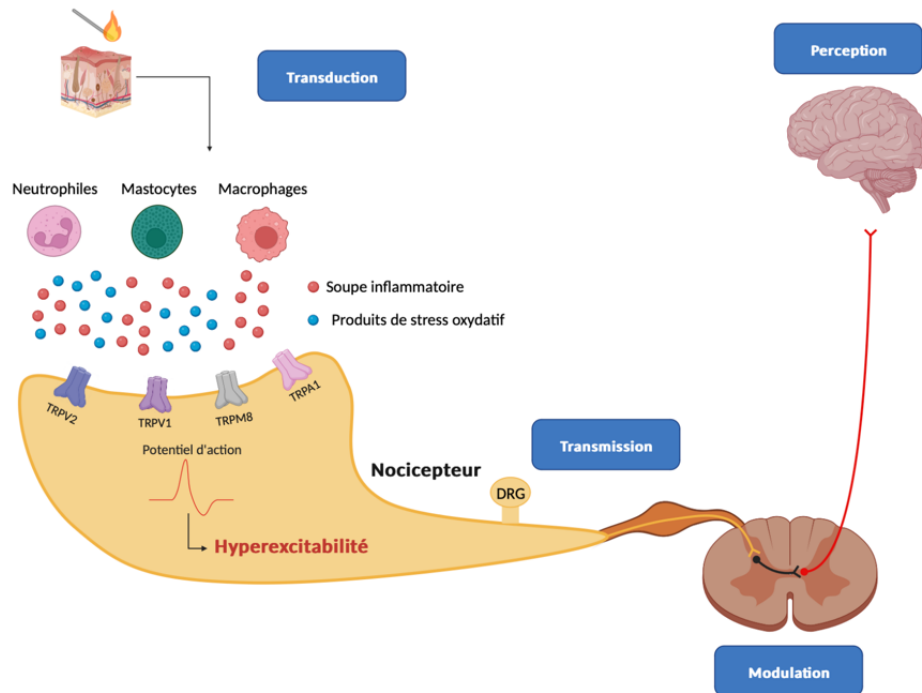 Transduction
Perception
Neutrophiles
Mastocytes
Macrophages
Soupe inflammatoire
Produits de stress oxydatif
TRPV2
TRPV1
TRPM8
TRPA1
Potentiel d'action
Hyperexcitabilité
Nocicepteur
DRG
Transmission
Modulation